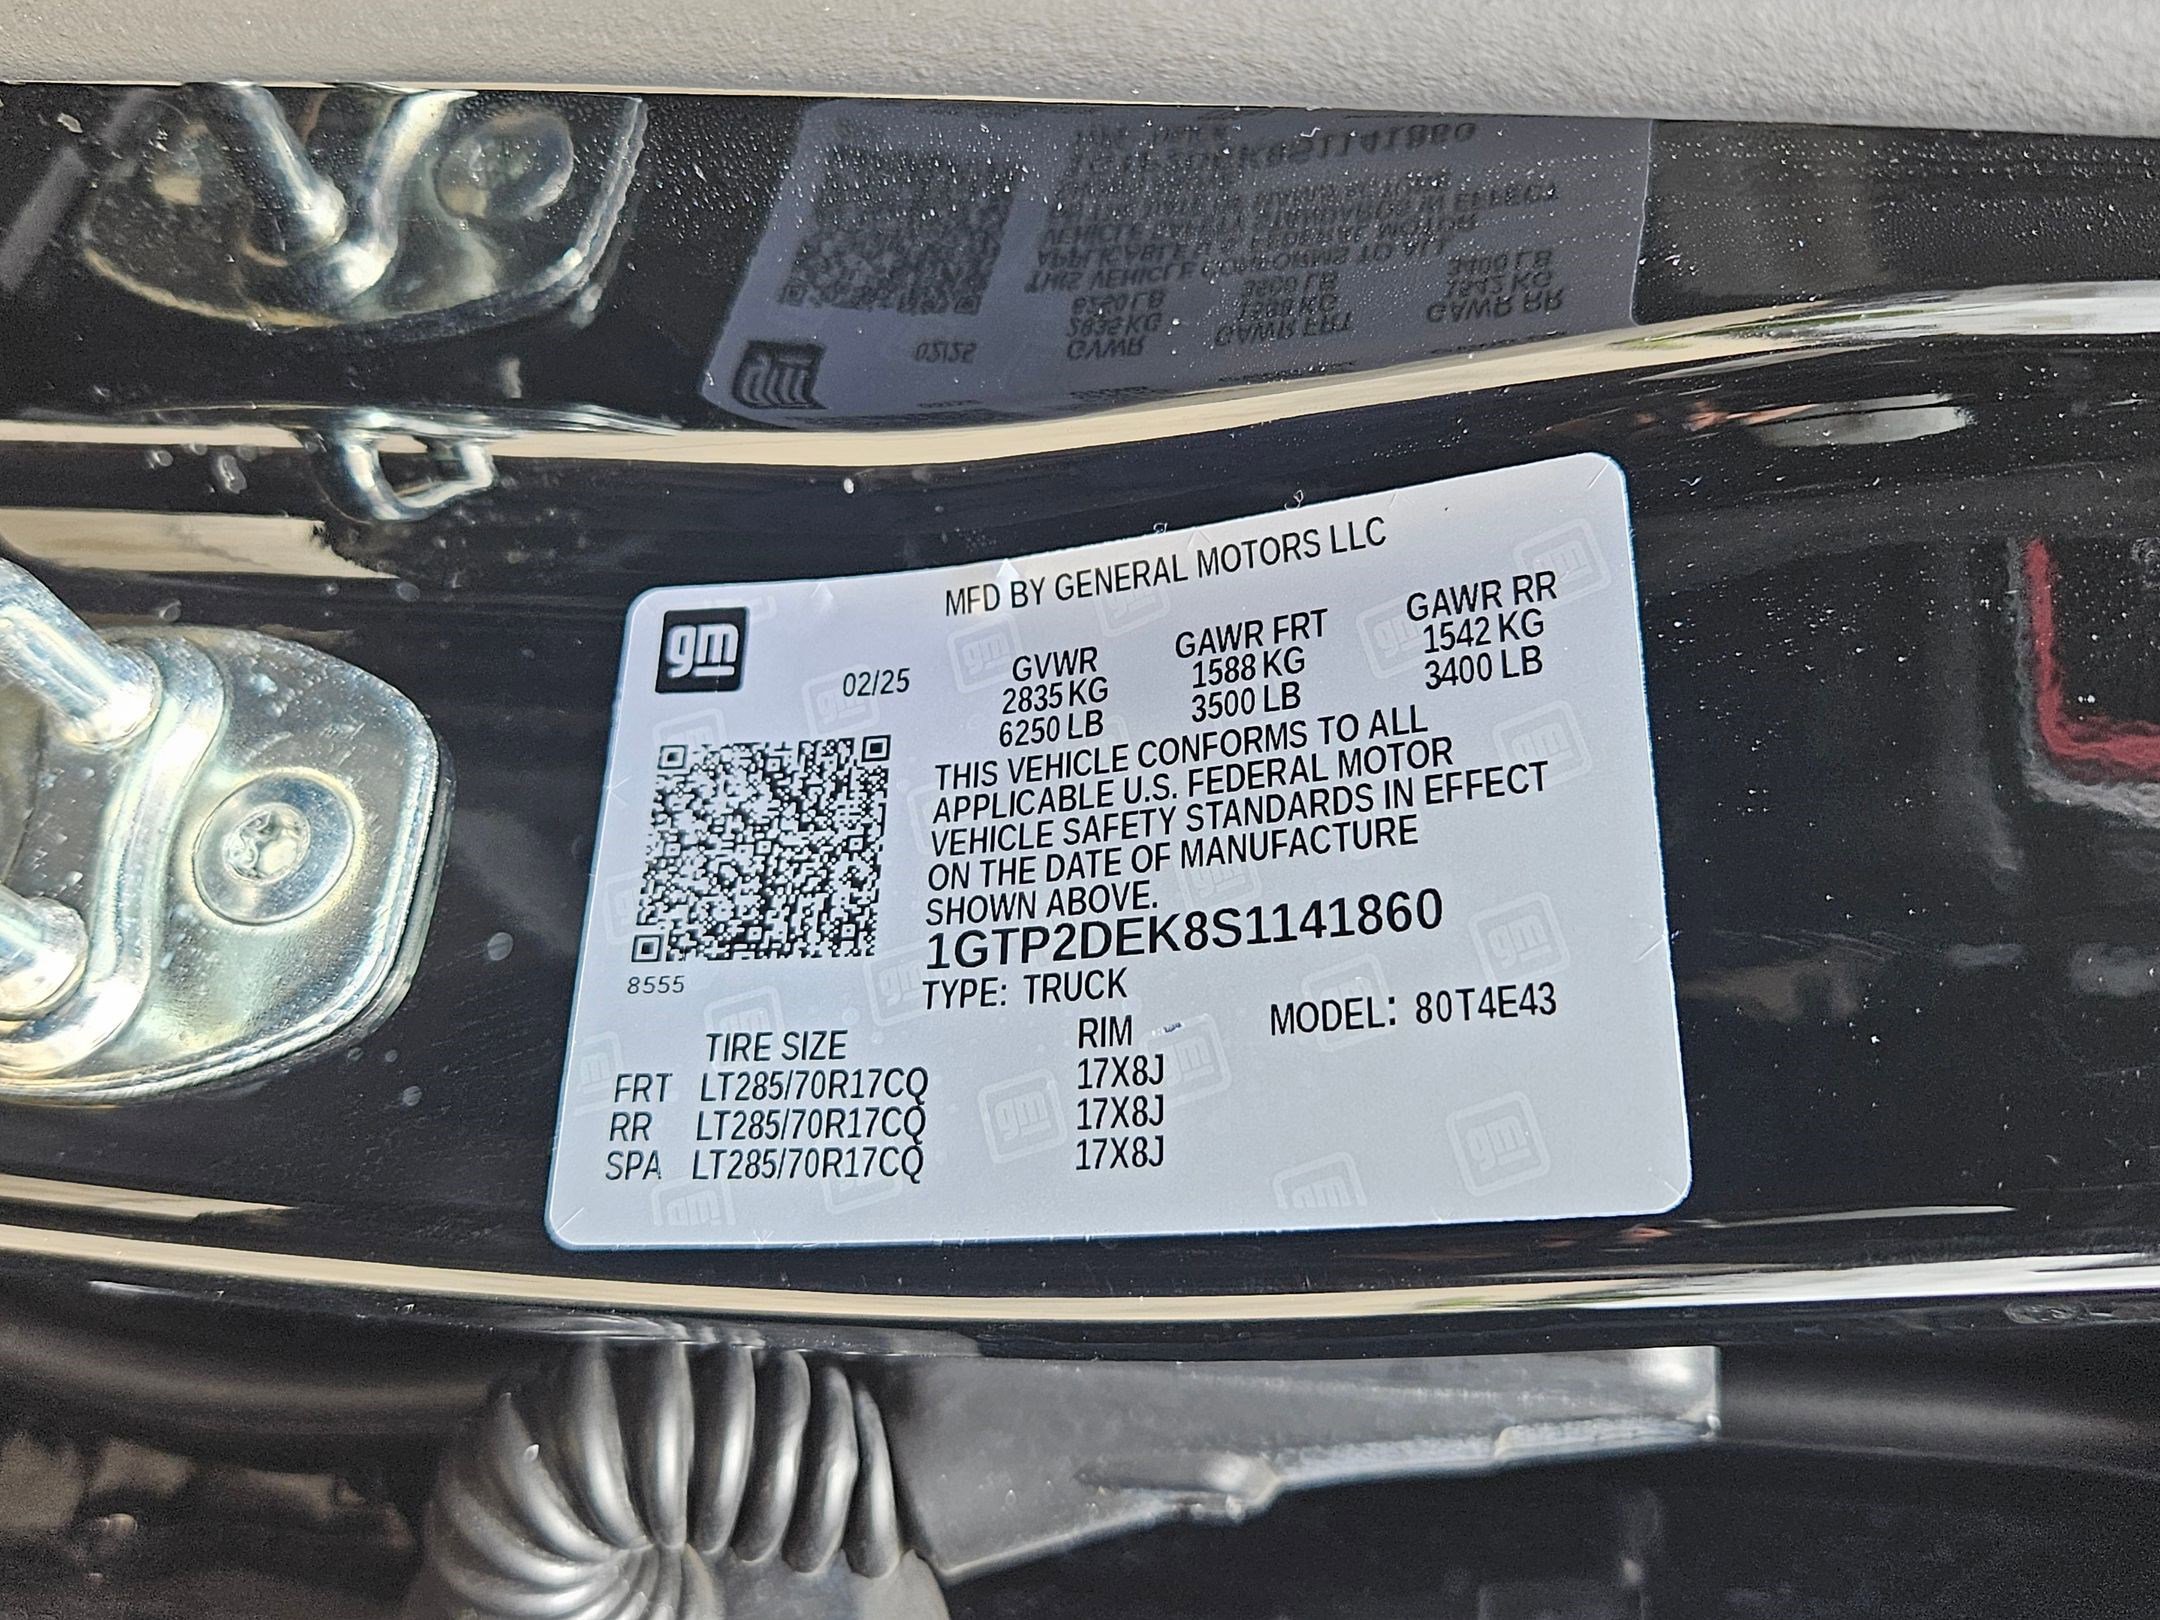 MFD BY GENERAL MOTORS LLC
gm
02/25
GVWR GAWR FRT GAWR RR
2835 KG 1588 KG 1542 KG
6250 LB 3500 LB 3400 LB
THIS VEHICLE CONFORMS TO ALL
APPLICABLE U.S. FEDERAL MOTOR
VEHICLE SAFETY STANDARDS IN EFFECT
ON THE DATE OF MANUFACTURE
SHOWN ABOVE.
1GTP2DEK8S1141860
8555
TYPE: TRUCK
MODEL: 80T4E43
TIRE SIZE RIM
FRT LT285/70R17CQ 17X8J
RR LT285/70R17CQ 17X8J
SPA LT285/70R17CQ 17X8J